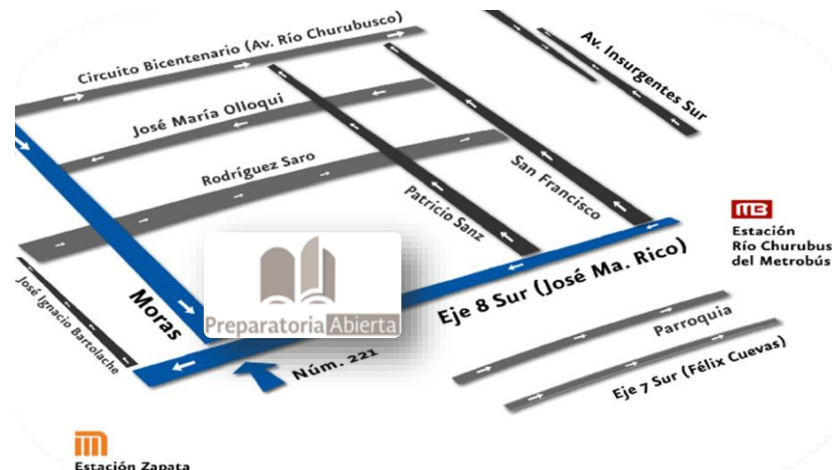 Circuito Bicentenario (Av. Río Churubusco)
Av. Insurgentes Sur
José María Olloqui
Rodríguez Saro
San Francisco
Patricio Sanz
MB
Estación
Río Churubus
del Metrobús
Eje 8 Sur (José Ma. Rico)
Moras
José Ignacio Bartolache
Preparatoria Abierta
Núm. 221
Parroquia
Eje 7 Sur (Félix Cuevas)
Estación Zapata